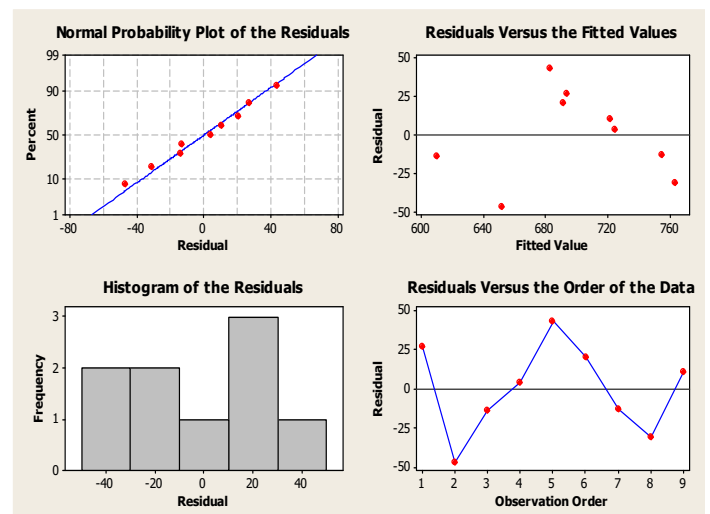 Normal Probability Plot of the Residuals
99
90
50
10
1
Percent
-80 -40 0 40 80
Residual
Residuals Versus the Fitted Values
50
25
0
-25
-50
Residual
600 640 680 720 760
Fitted Value
Histogram of the Residuals
3
2
1
0
Frequency
-40 -20 0 20 40
Residual
Residuals Versus the Order of the Data
50
25
0
-25
-50
Residual
1 2 3 4 5 6 7 8 9
Observation Order